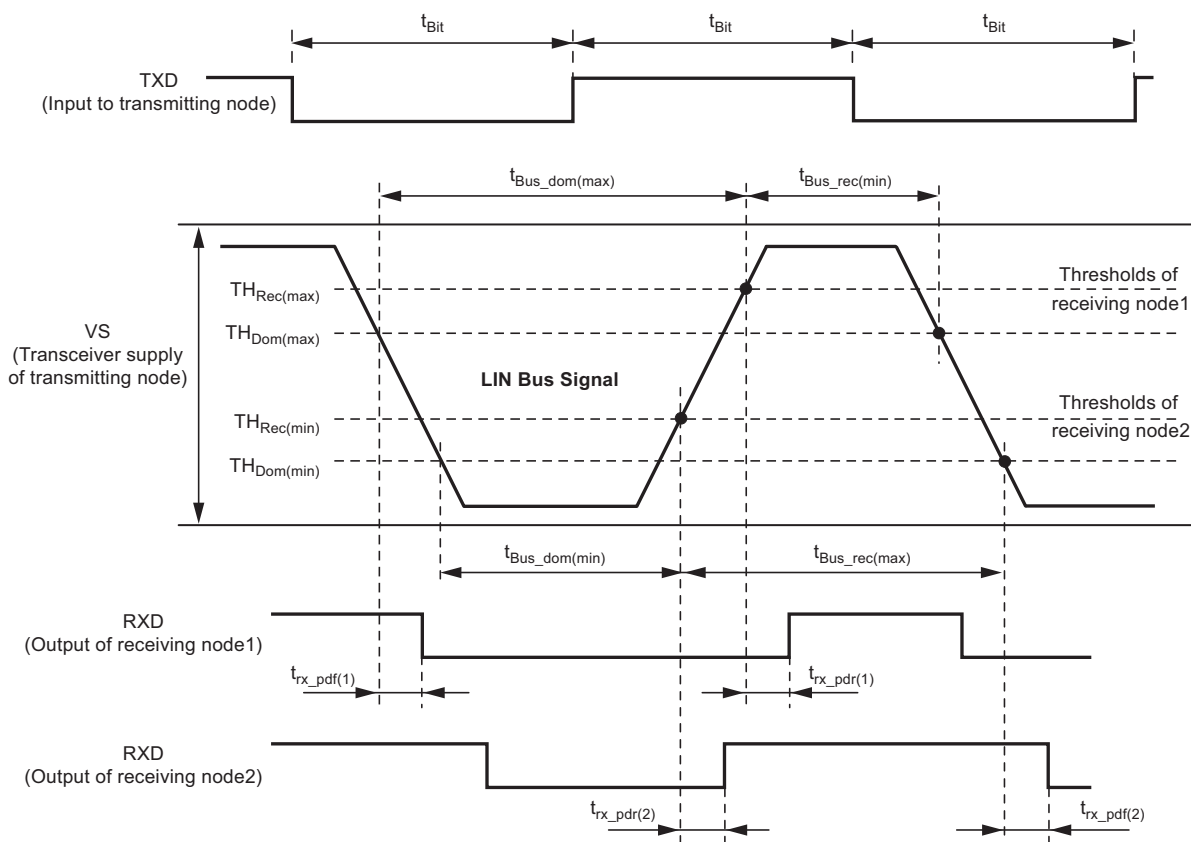 tBit
tBit
tBit
TXD
(Input to transmitting node)
tBus_dom(max)
tBus_rec(min)
THRec(max)
Thresholds of
receiving node1
VS
(Transceiver supply
of transmitting node)
THDom(max)
LIN Bus Signal
THRec(min)
Thresholds of
receiving node2
THDom(min)
tBus_dom(min)
tBus_rec(max)
RXD
(Output of receiving node1)
trx_pdf(1)
trx_pdr(1)
RXD
(Output of receiving node2)
trx_pdr(2)
trx_pdf(2)